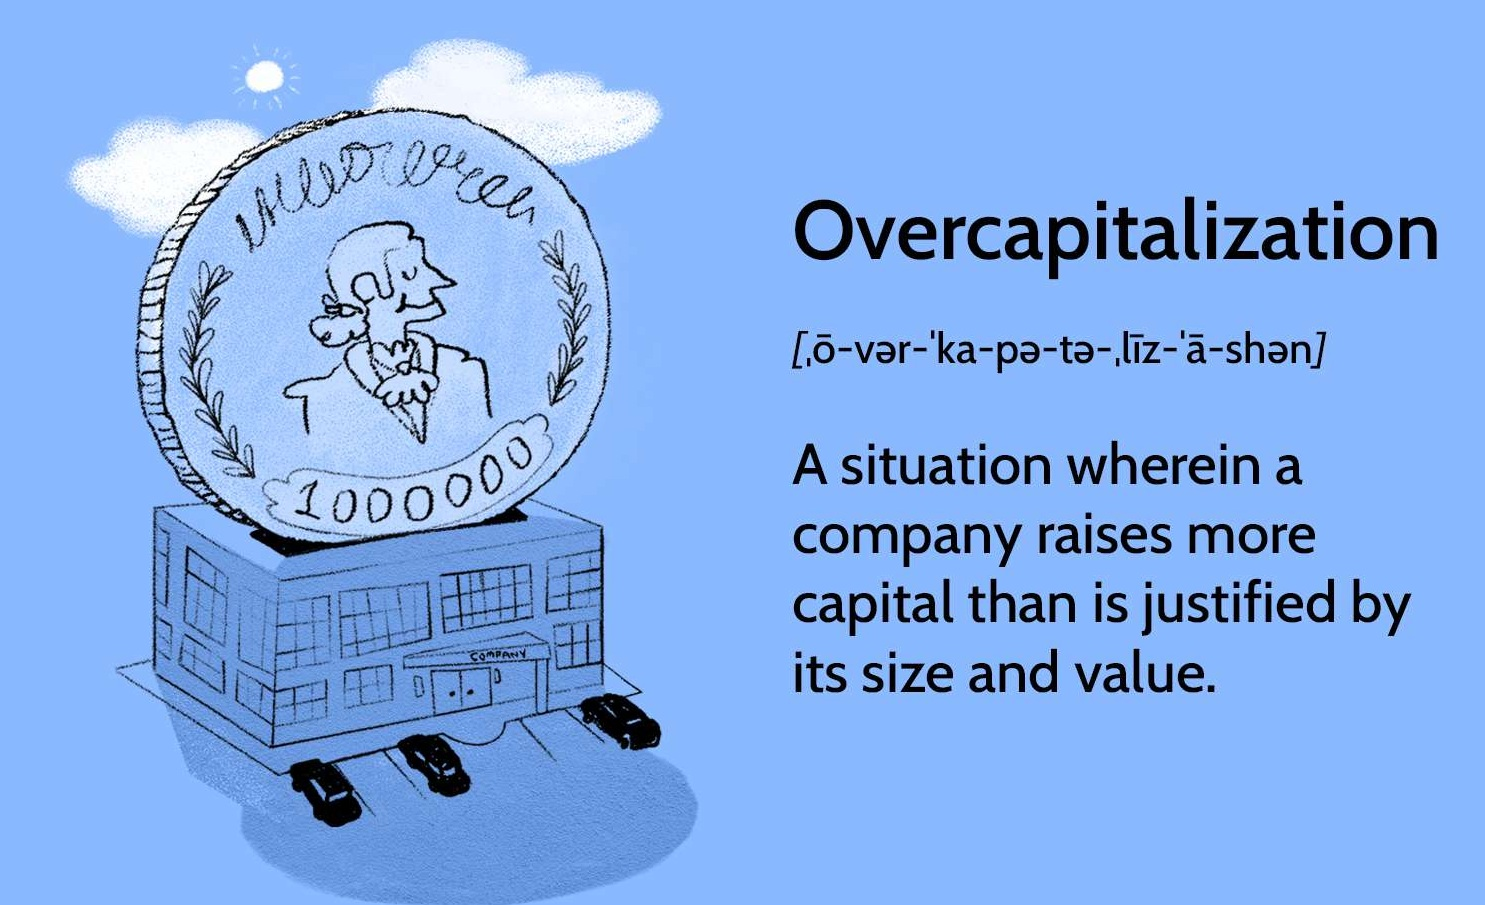 1000000
COMPANY
Overcapitalization
[ˌō-vər-ˈka-pə-tə-ˌlīz-ˈā-shən]
A situation wherein a
company raises more
capital than is justified by
its size and value.